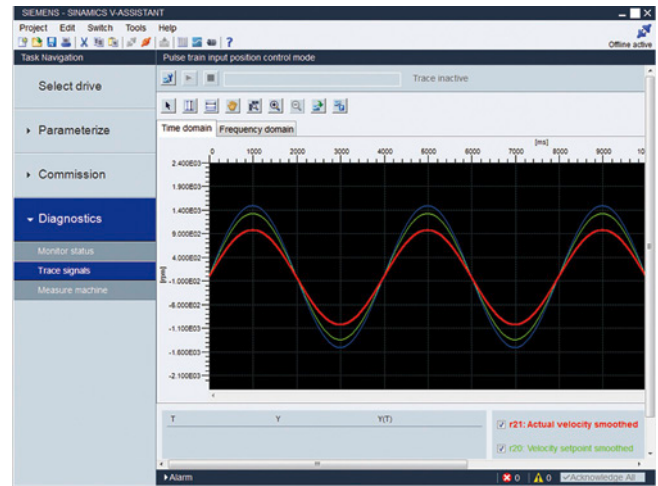 SIEMENS - SINAMICS V-ASSISTANT
Project Edit Switch Tools Help
Offline active
Task Navigation
Pulse train input position control mode
Select drive
Trace inactive
Parameterize
Time domain Frequency domain
[ms]
0 1000 2000 3000 4000 5000 6000 7000 8000 9000 10
2.400E03
1.900E03
Commission
1.400E03
Diagnostics
9.000E02
Monitor status
4.000E02
Trace signals
[rpm]
-1.000E02
Measure machine
-6.000E02
-1.100E03
-1.600E03
-2.100E03
T Y Y(T)
r21: Actual velocity smoothed
r20: Velocity setpoint smoothed
Alarm
0 0 Acknowledge All